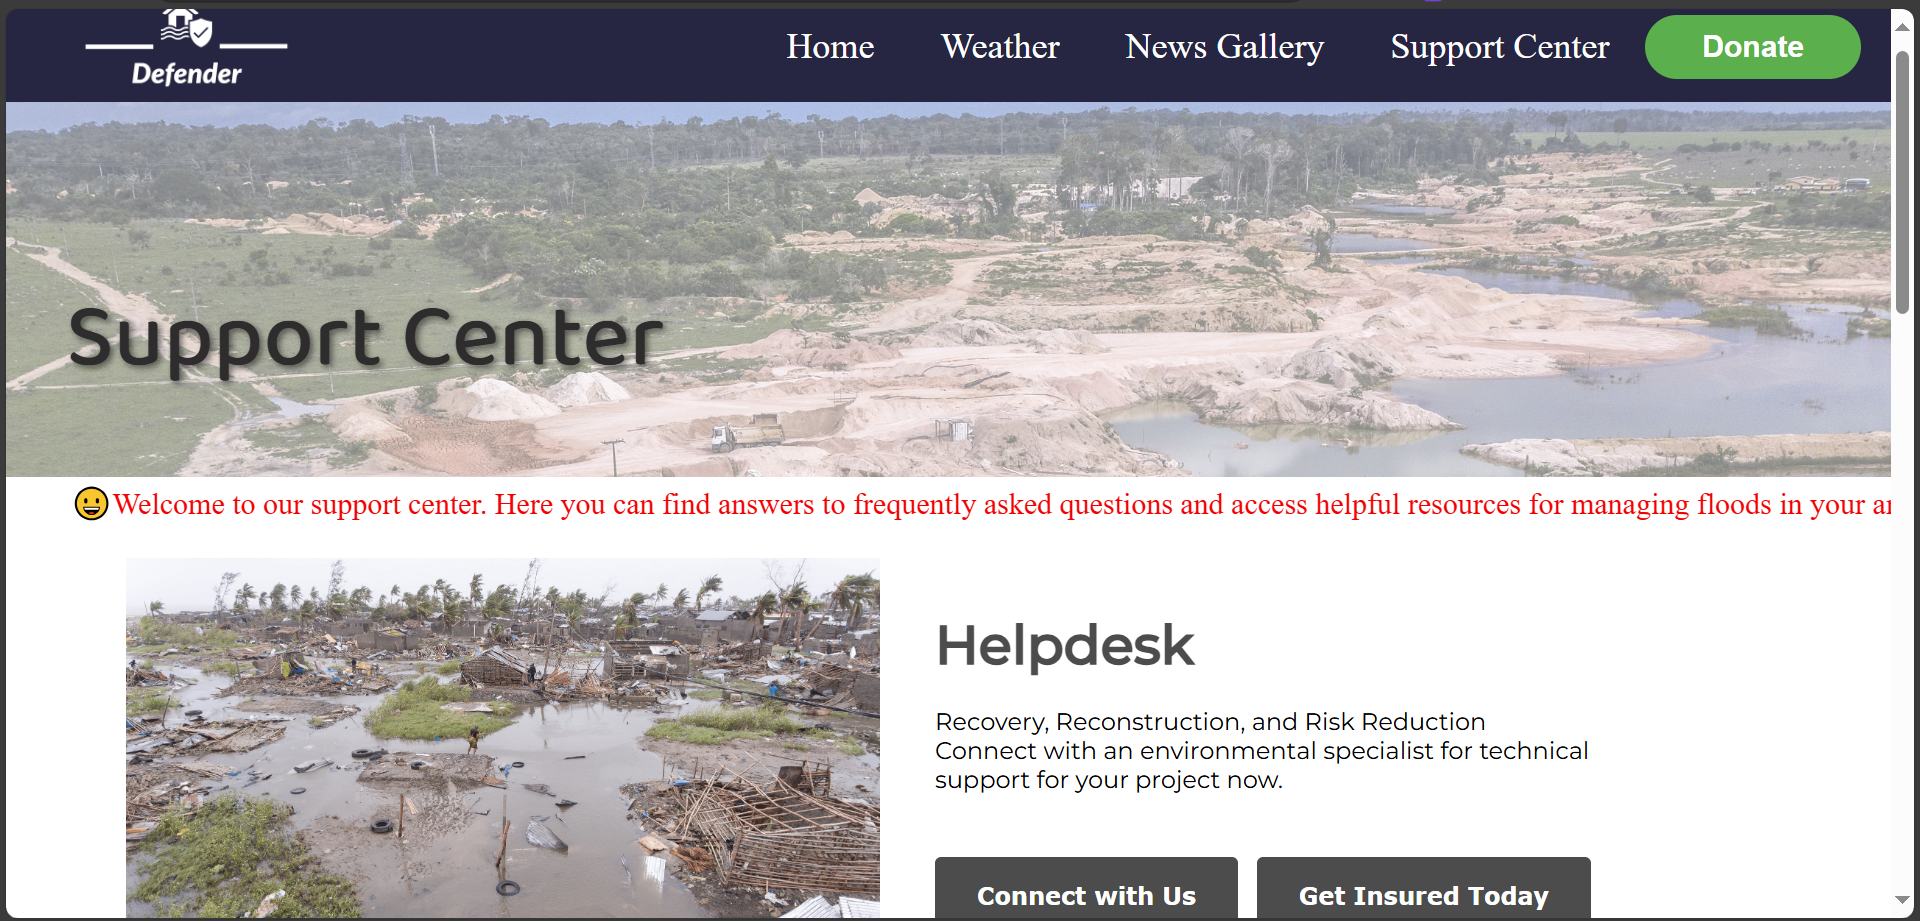 Defender
Home Weather News Gallery Support Center Donate
Support Center
Welcome to our support center. Here you can find answers to frequently asked questions and access helpful resources for managing floods in your
Helpdesk
Recovery, Reconstruction, and Risk Reduction
Connect with an environmental specialist for technical
support for your project now.
Connect with Us Get Insured Today